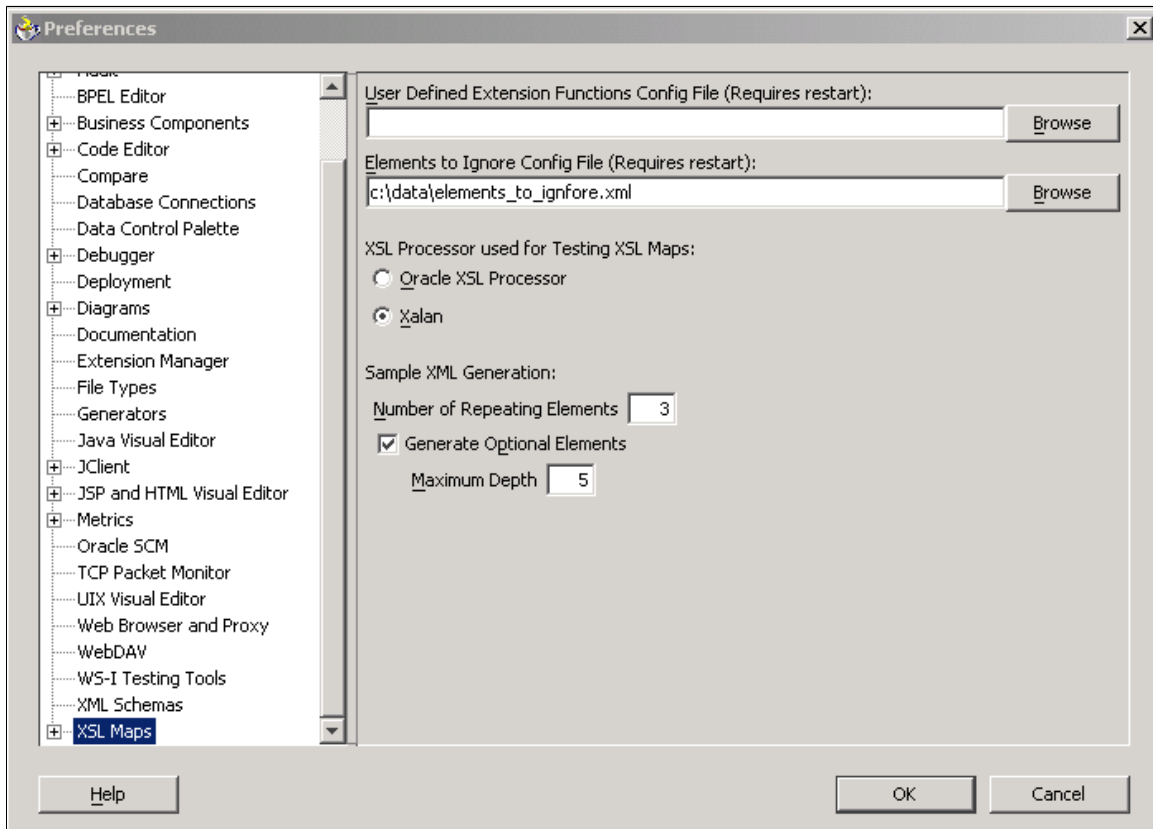 Preferences
Audit
BPEL Editor
Business Components
Code Editor
Compare
Database Connections
Data Control Palette
Debugger
Deployment
Diagrams
Documentation
Extension Manager
File Types
Generators
Java Visual Editor
JClient
JSP and HTML Visual Editor
Metrics
Oracle SCM
TCP Packet Monitor
UIX Visual Editor
Web Browser and Proxy
WebDAV
WS-I Testing Tools
XML Schemas
XSL Maps
User Defined Extension Functions Config File (Requires restart):
Browse
Elements to Ignore Config File (Requires restart):
c:\data\elements_to_ignfore.xml
Browse
XSL Processor used for Testing XSL Maps:
Oracle XSL Processor
Xalan
Sample XML Generation:
Number of Repeating Elements 3
Generate Optional Elements
Maximum Depth 5
Help
OK
Cancel